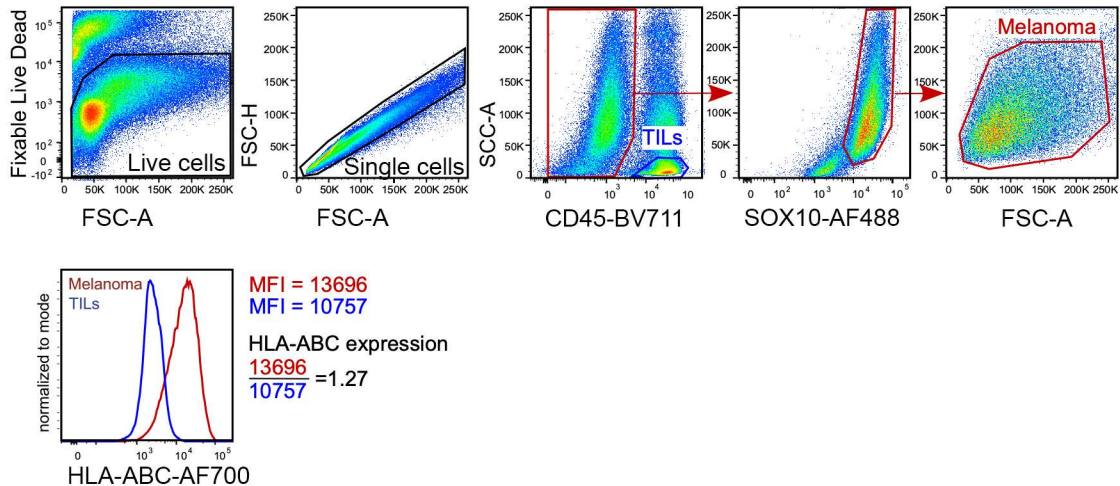 Fixable Live Dead
10^5
10^4
10^3
10^2
0
-10^2
Live cells
0 50K 100K 150K 200K 250K
FSC-A
FSC-H
250K
200K
150K
100K
50K
0
Single cells
0 50K 100K 150K 200K 250K
FSC-A
SCC-A
250K
200K
150K
100K
50K
0
TILs
0 10^3 10^4 10
CD45-BV711
250K
200K
150K
100K
50K
0
0 10^2 10^3 10^4 10^5
SOX10-AF488
Melanoma
250K
200K
150K
100K
50K
0
0 50K 100K 150K 200K 250K
FSC-A
normalized to mode
Melanoma
TILs
0 10^3 10^4 10^5
HLA-ABC-AF700
MFI = 13696
MFI = 10757
HLA-ABC expression
13696
10757
=1.27